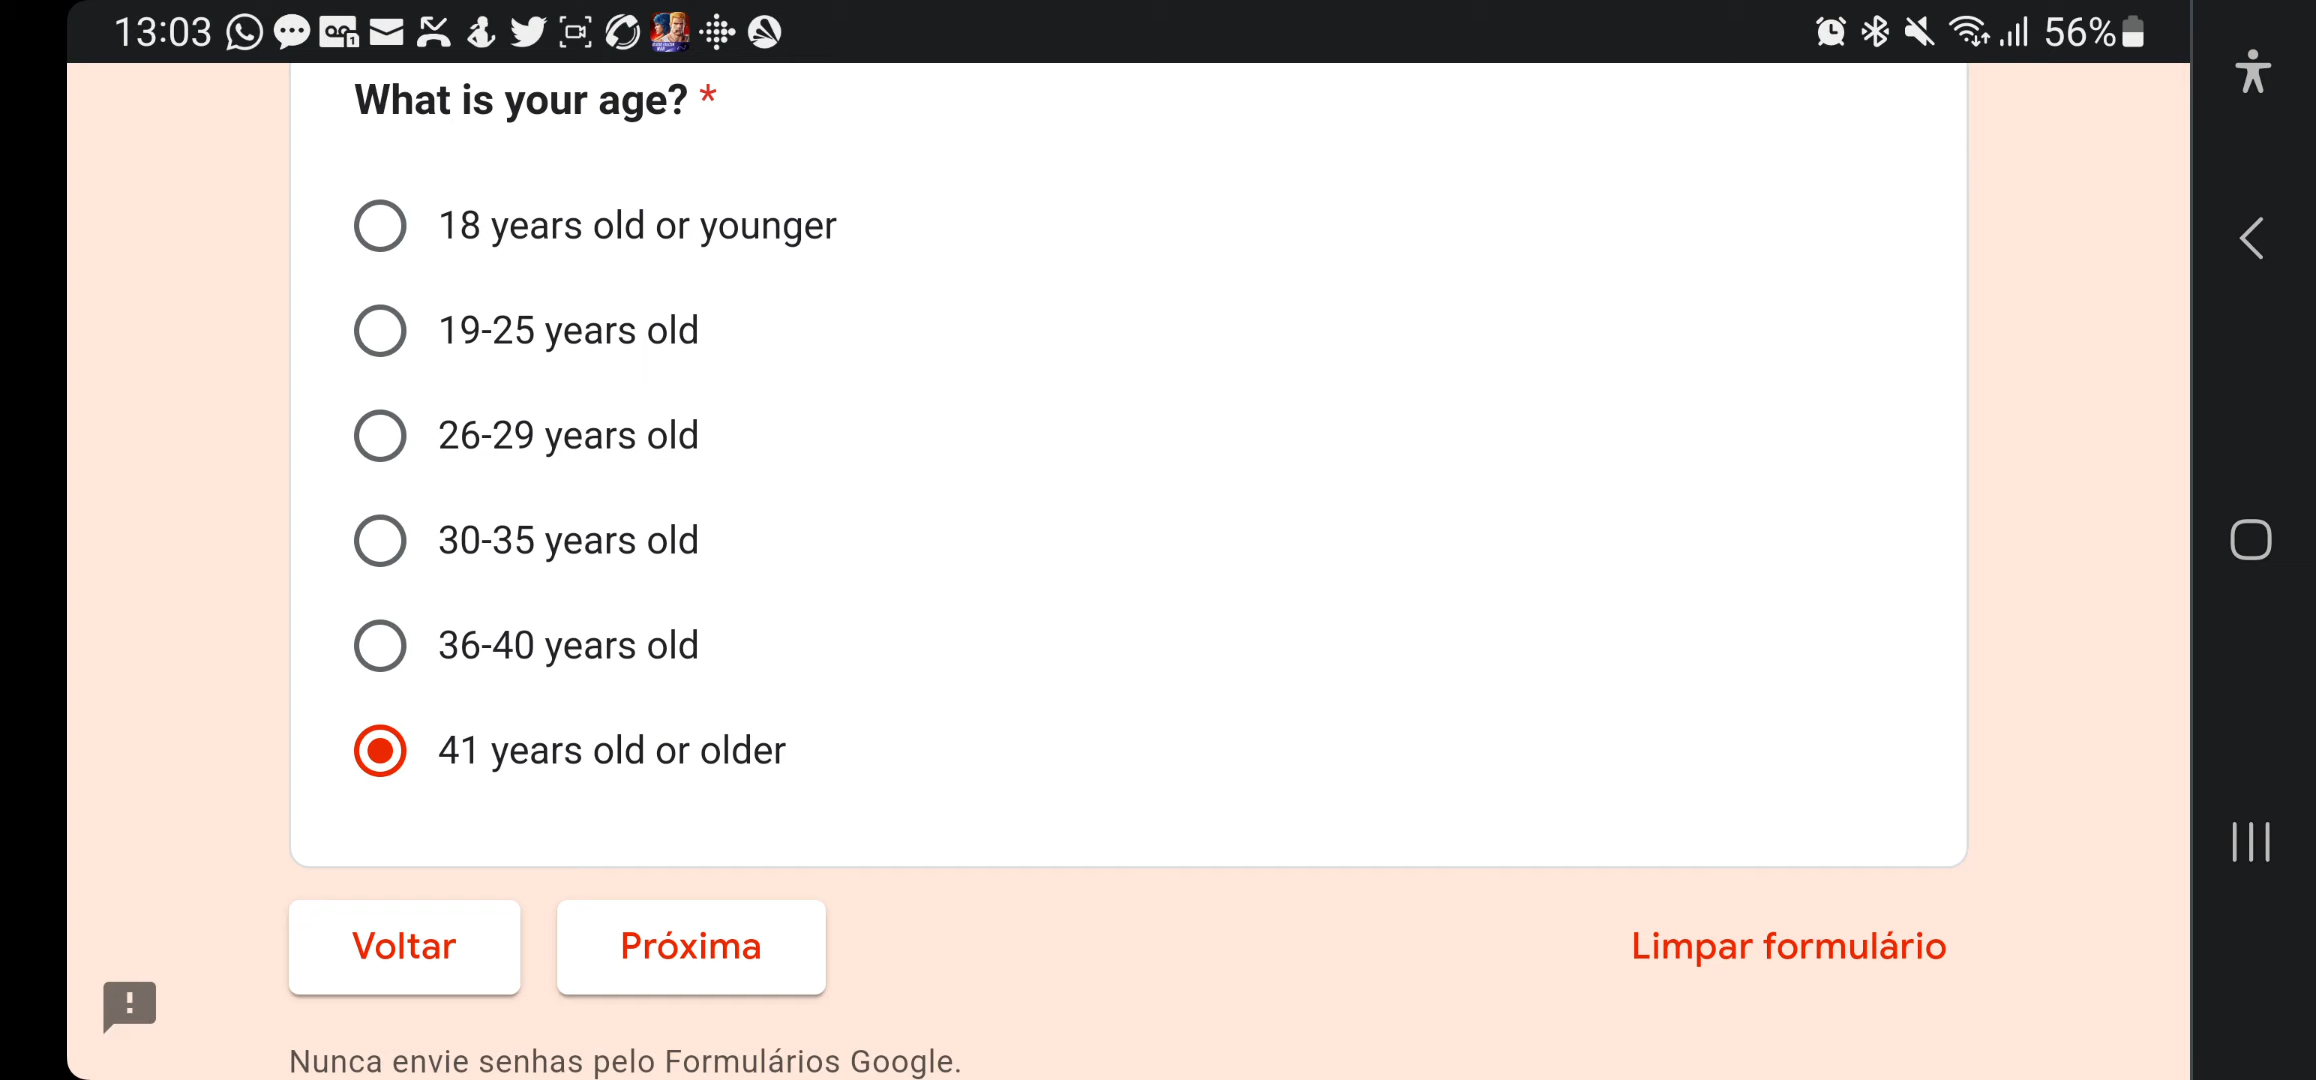 13:03 56%
What is your age? *
18 years old or younger
19-25 years old
26-29 years old
30-35 years old
36-40 years old
41 years old or older
Voltar Próxima Limpar formulário
Nunca envie senhas pelo Formulários Google.